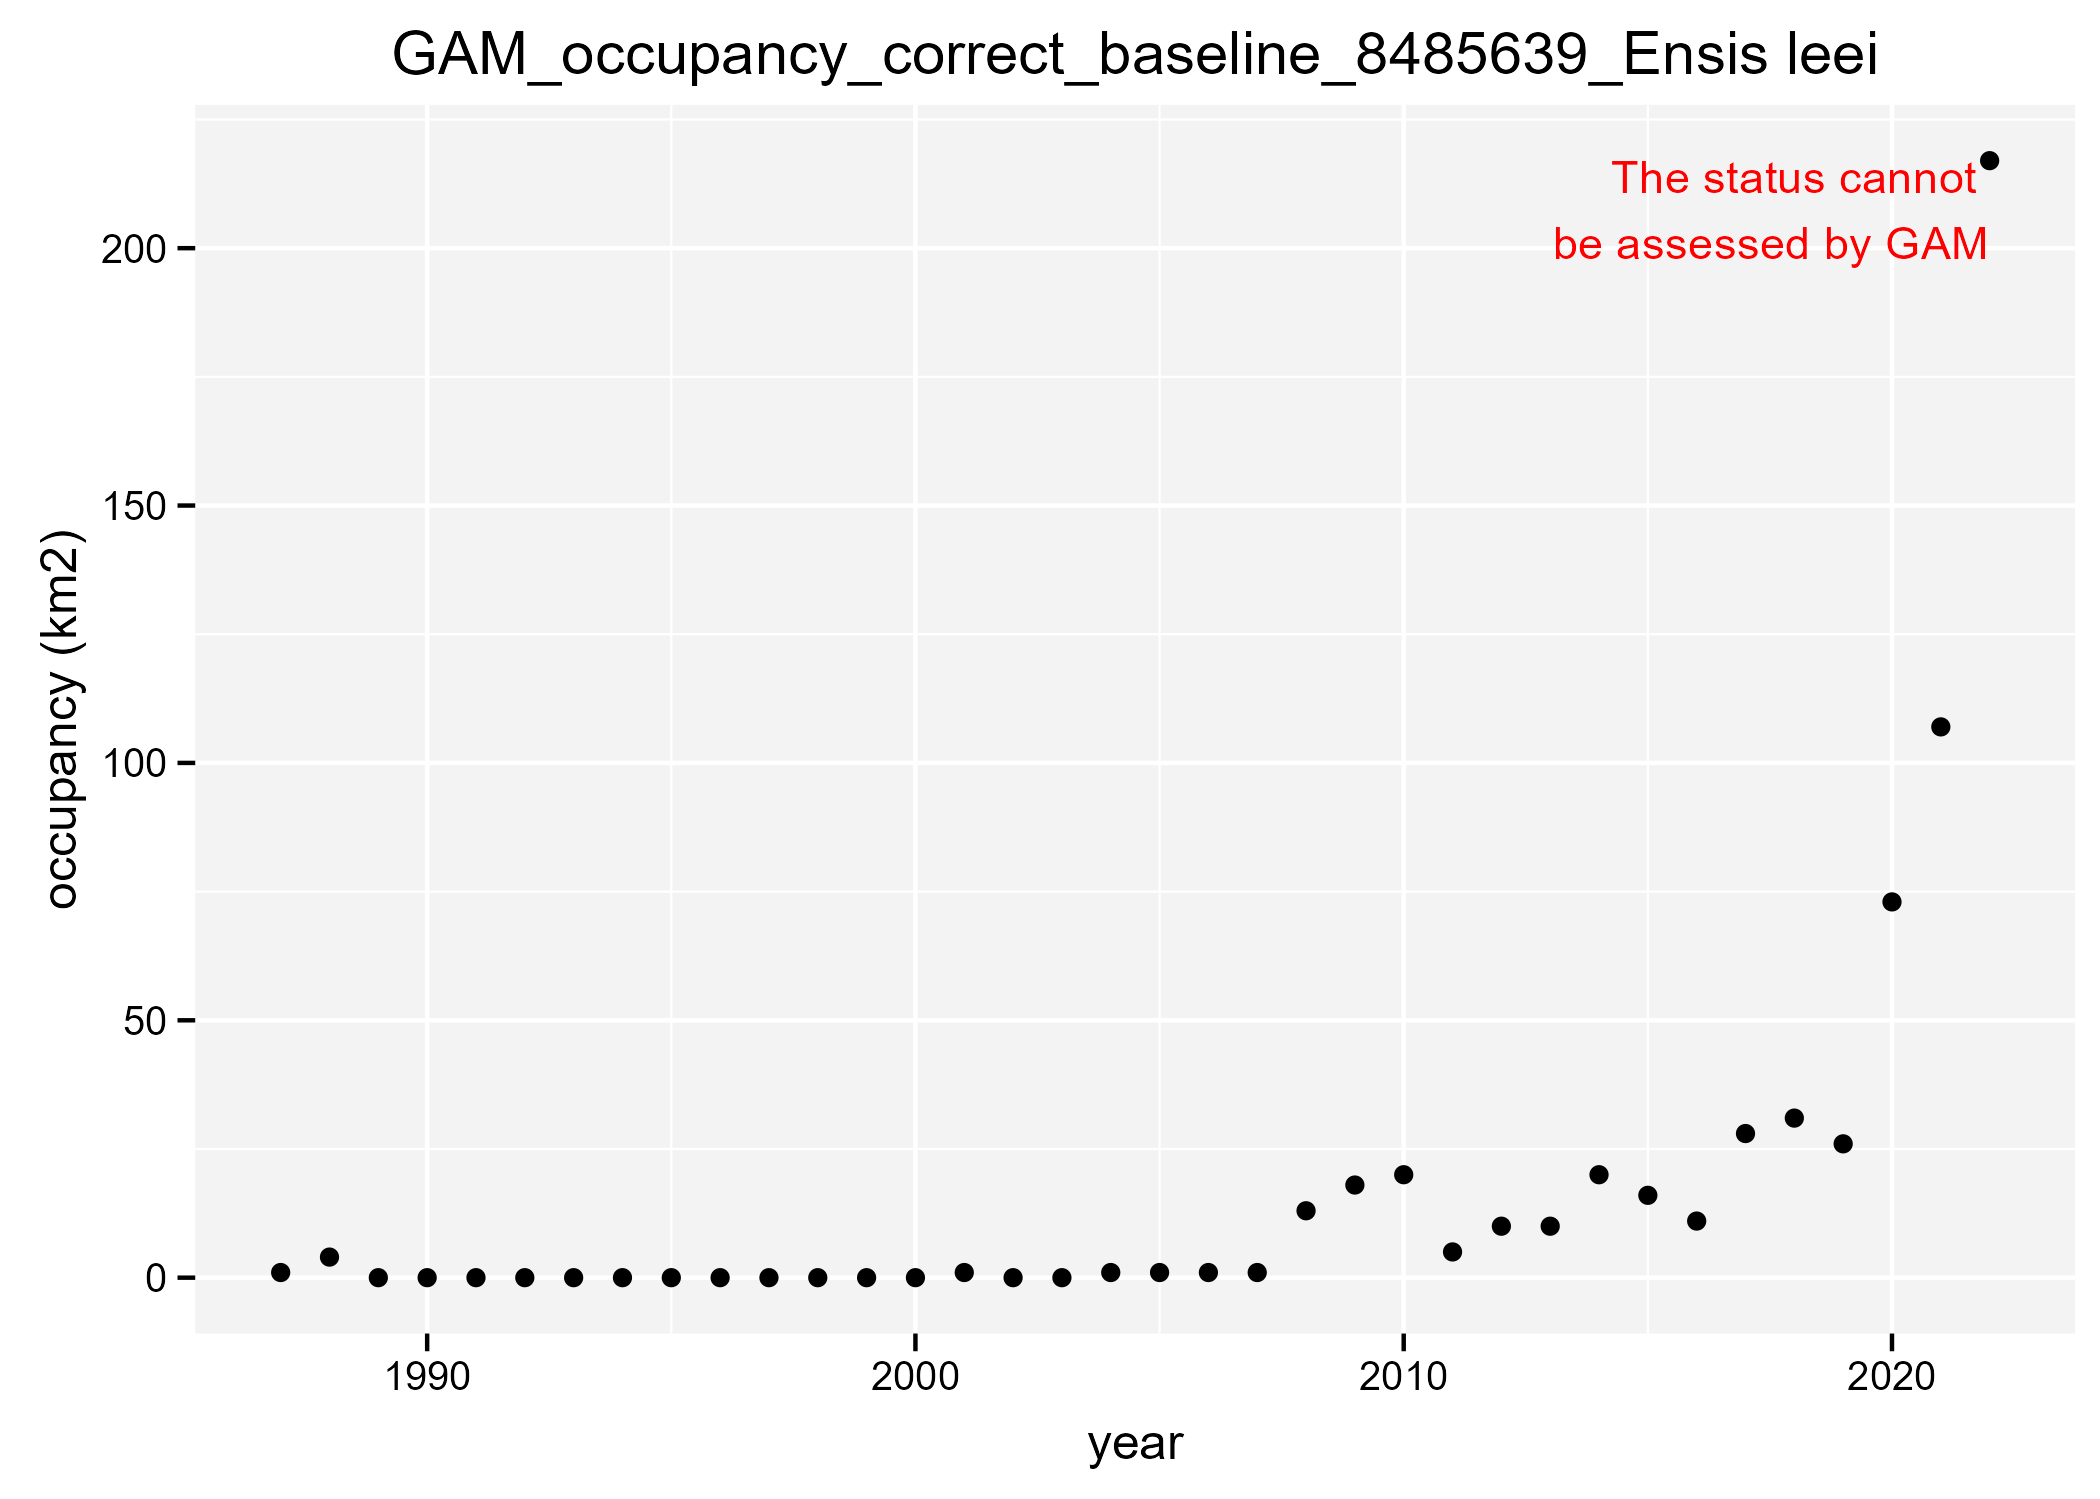 GAM_occupancy_correct_baseline_8485639_Ensis leei
The status cannot
be assessed by GAM
200
150
100
50
0
occupancy (km2)
1990 2000 2010 2020
year